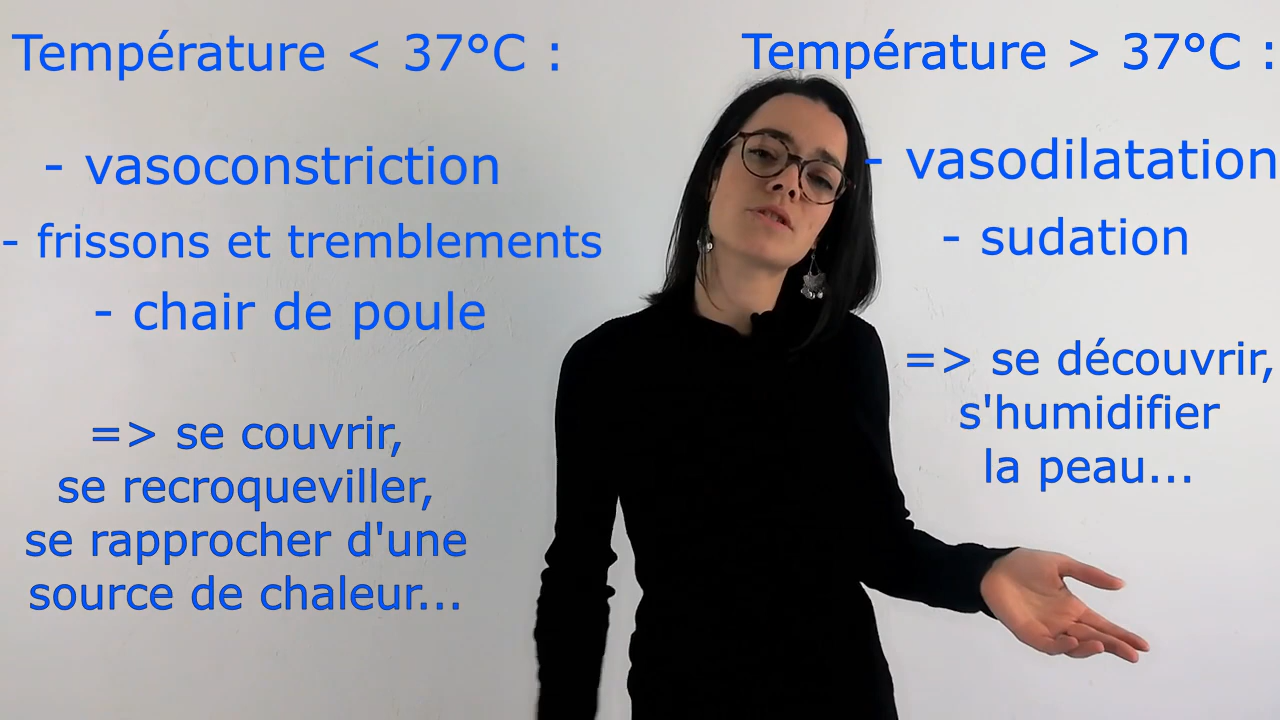 Température < 37°C :
- vasoconstriction
- frissons et tremblements
- chair de poule
=> se couvrir,
se recroqueviller,
se rapprocher d'une
source de chaleur...
Température > 37°C :
- vasodilatation
- sudation
=> se découvrir,
s'humidifier
la peau...